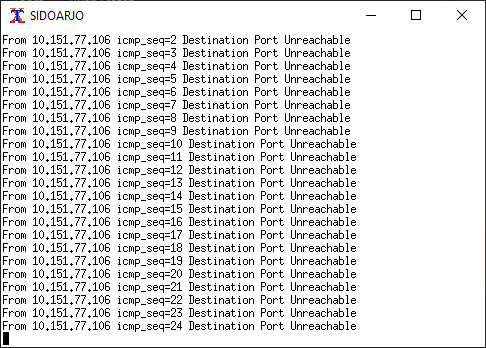 SIDOARJO
From 10.151.77.106 icmp_seq=2 Destination Port Unreachable
From 10.151.77.106 icmp_seq=3 Destination Port Unreachable
From 10.151.77.106 icmp_seq=4 Destination Port Unreachable
From 10.151.77.106 icmp_seq=5 Destination Port Unreachable
From 10.151.77.106 icmp_seq=6 Destination Port Unreachable
From 10.151.77.106 icmp_seq=7 Destination Port Unreachable
From 10.151.77.106 icmp_seq=8 Destination Port Unreachable
From 10.151.77.106 icmp_seq=9 Destination Port Unreachable
From 10.151.77.106 icmp_seq=10 Destination Port Unreachable
From 10.151.77.106 icmp_seq=11 Destination Port Unreachable
From 10.151.77.106 icmp_seq=12 Destination Port Unreachable
From 10.151.77.106 icmp_seq=13 Destination Port Unreachable
From 10.151.77.106 icmp_seq=14 Destination Port Unreachable
From 10.151.77.106 icmp_seq=15 Destination Port Unreachable
From 10.151.77.106 icmp_seq=16 Destination Port Unreachable
From 10.151.77.106 icmp_seq=17 Destination Port Unreachable
From 10.151.77.106 icmp_seq=18 Destination Port Unreachable
From 10.151.77.106 icmp_seq=19 Destination Port Unreachable
From 10.151.77.106 icmp_seq=20 Destination Port Unreachable
From 10.151.77.106 icmp_seq=21 Destination Port Unreachable
From 10.151.77.106 icmp_seq=22 Destination Port Unreachable
From 10.151.77.106 icmp_seq=23 Destination Port Unreachable
From 10.151.77.106 icmp_seq=24 Destination Port Unreachable